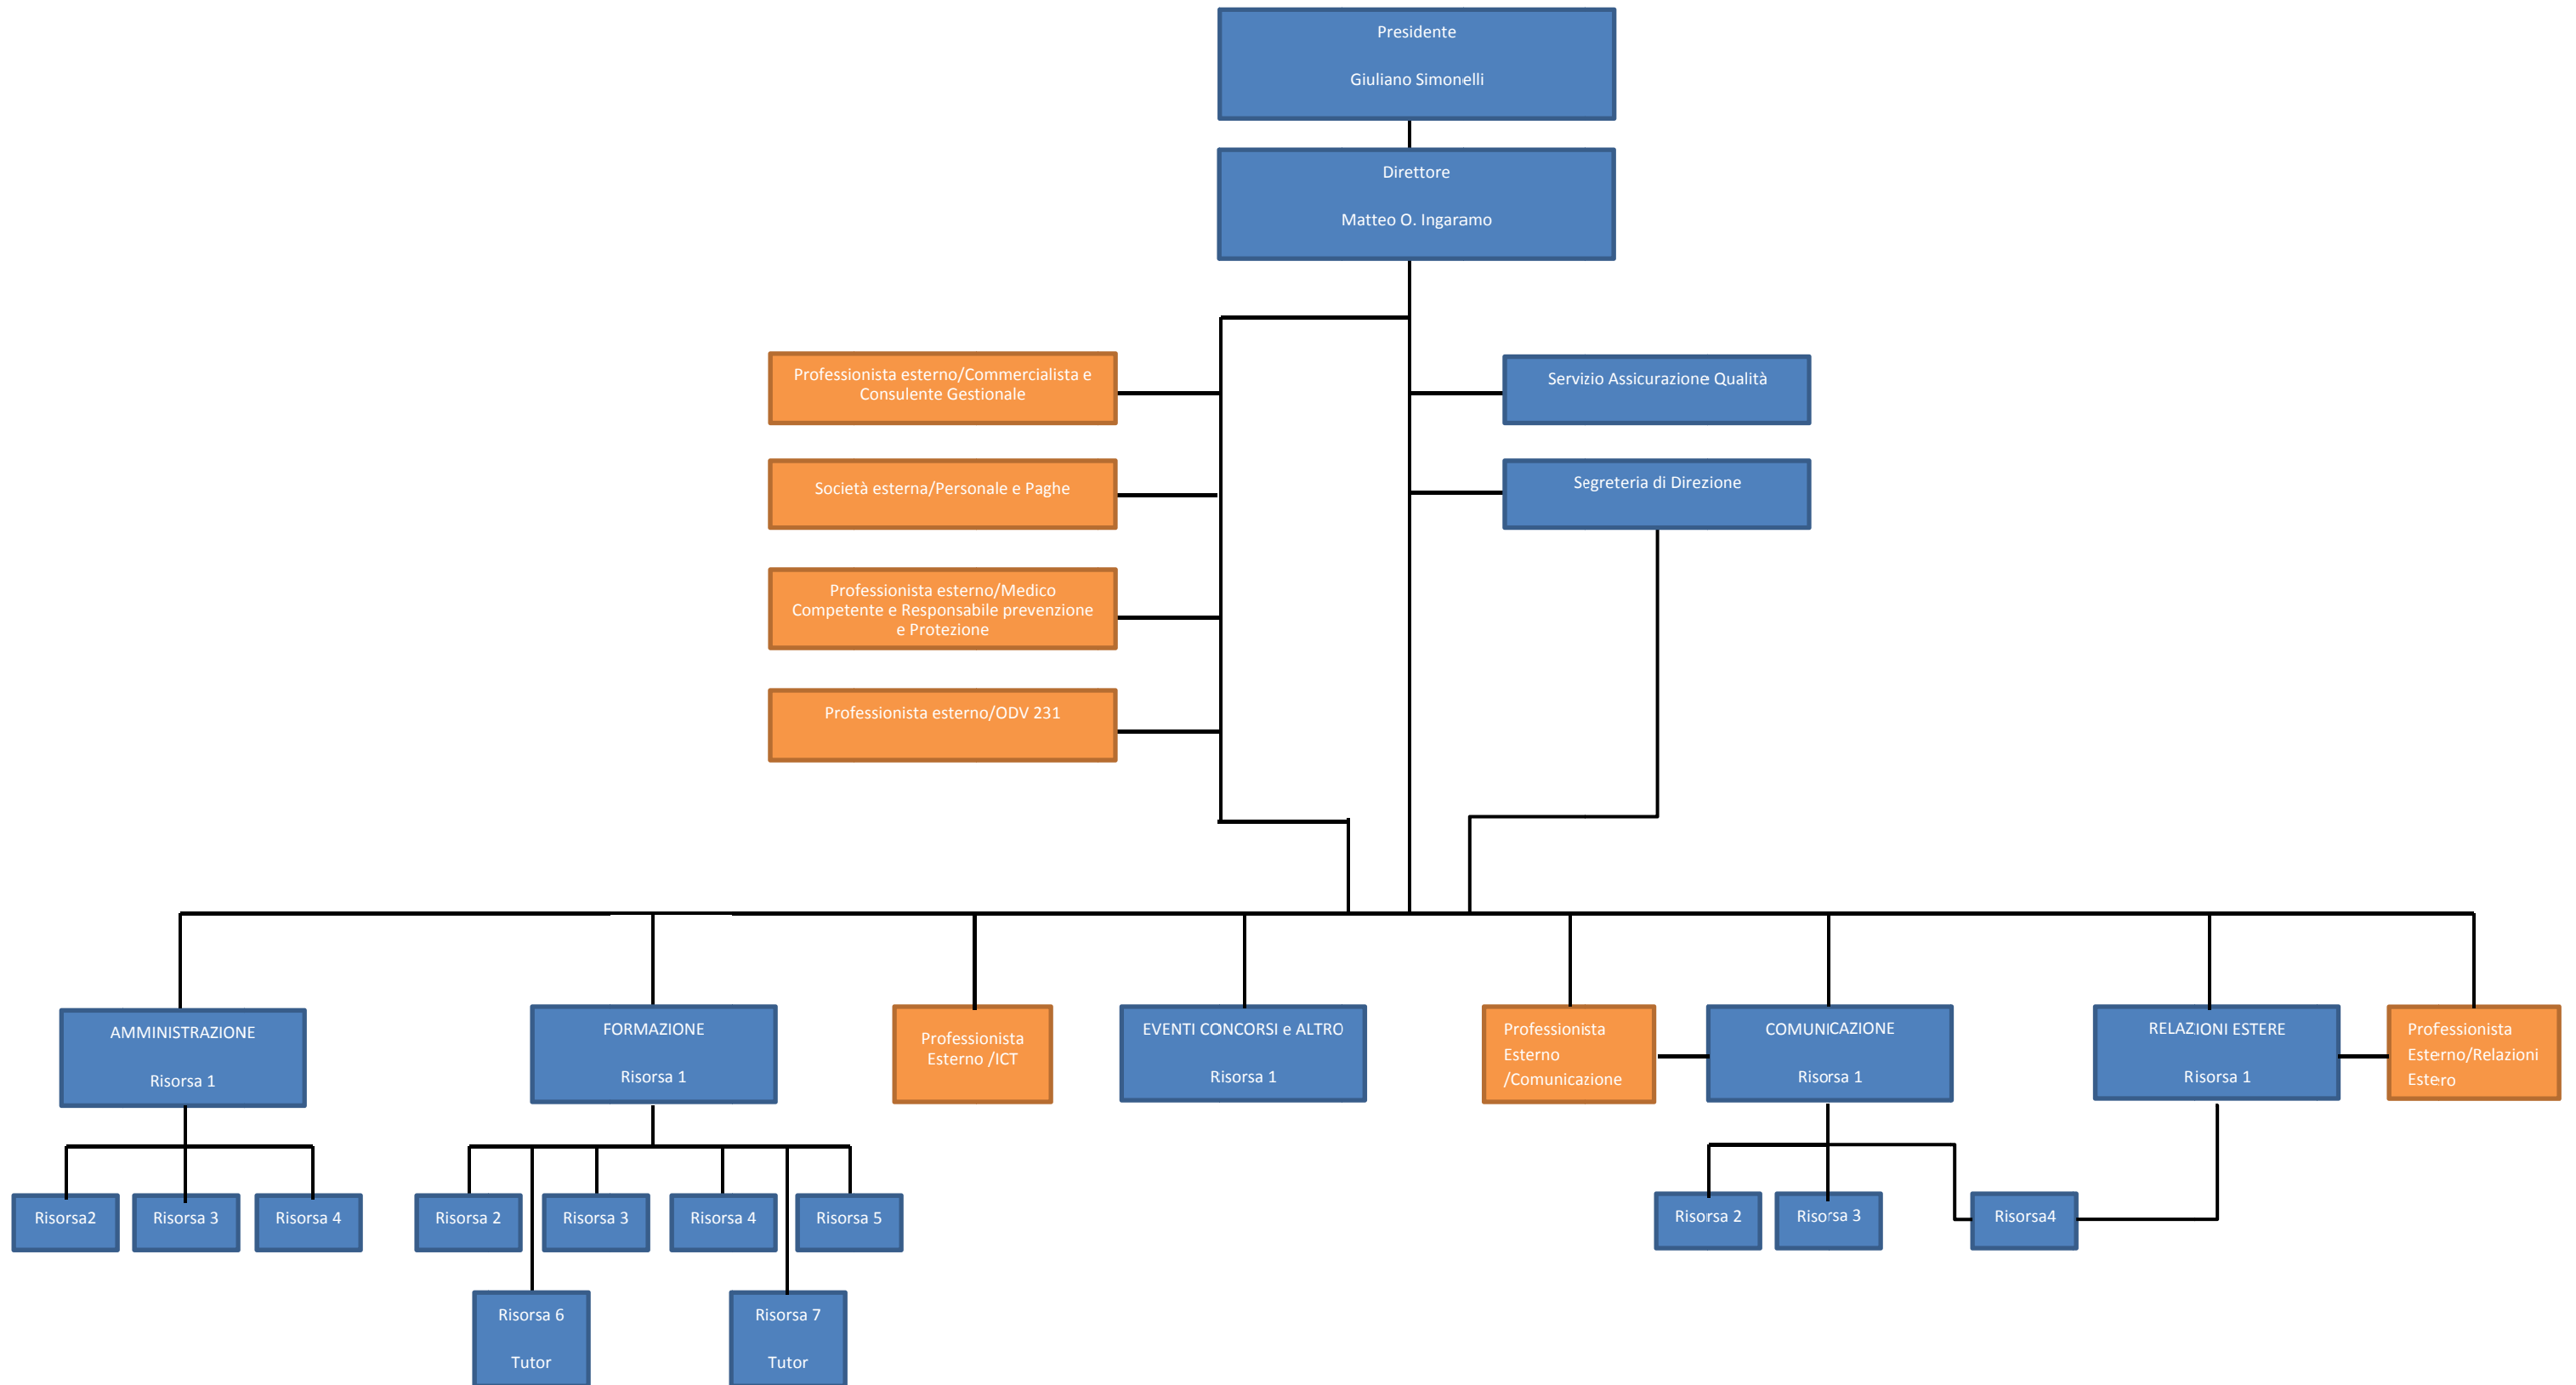 Presidente
Giuliano Simonelli
Direttore
Matteo O. Ingaramo
Professionista esterno/Commercialista e
Consulente Gestionale
Servizio Assicurazione Qualità
Società esterna/Personale e Paghe
Segreteria di Direzione
Professionista esterno/Medico
Competente e Responsabile prevenzione
e Protezione
Professionista esterno/ODV 231
AMMINISTRAZIONE
Risorsa 1
FORMAZIONE
Risorsa 1
Professionista
Esterno /ICT
EVENTI CONCORSI e ALTRO
Risorsa 1
Professionista
Esterno
/Comunicazione
COMUNICAZIONE
Risorsa 1
RELAZIONI ESTERE
Risorsa 1
Professionista
Esterno/Relazioni
Estero
Risorsa2
Risorsa 3
Risorsa 4
Risorsa 2
Risorsa 3
Risorsa 4
Risorsa 5
Risorsa 2
Risorsa 3
Risorsa4
Risorsa 6
Tutor
Risorsa 7
Tutor